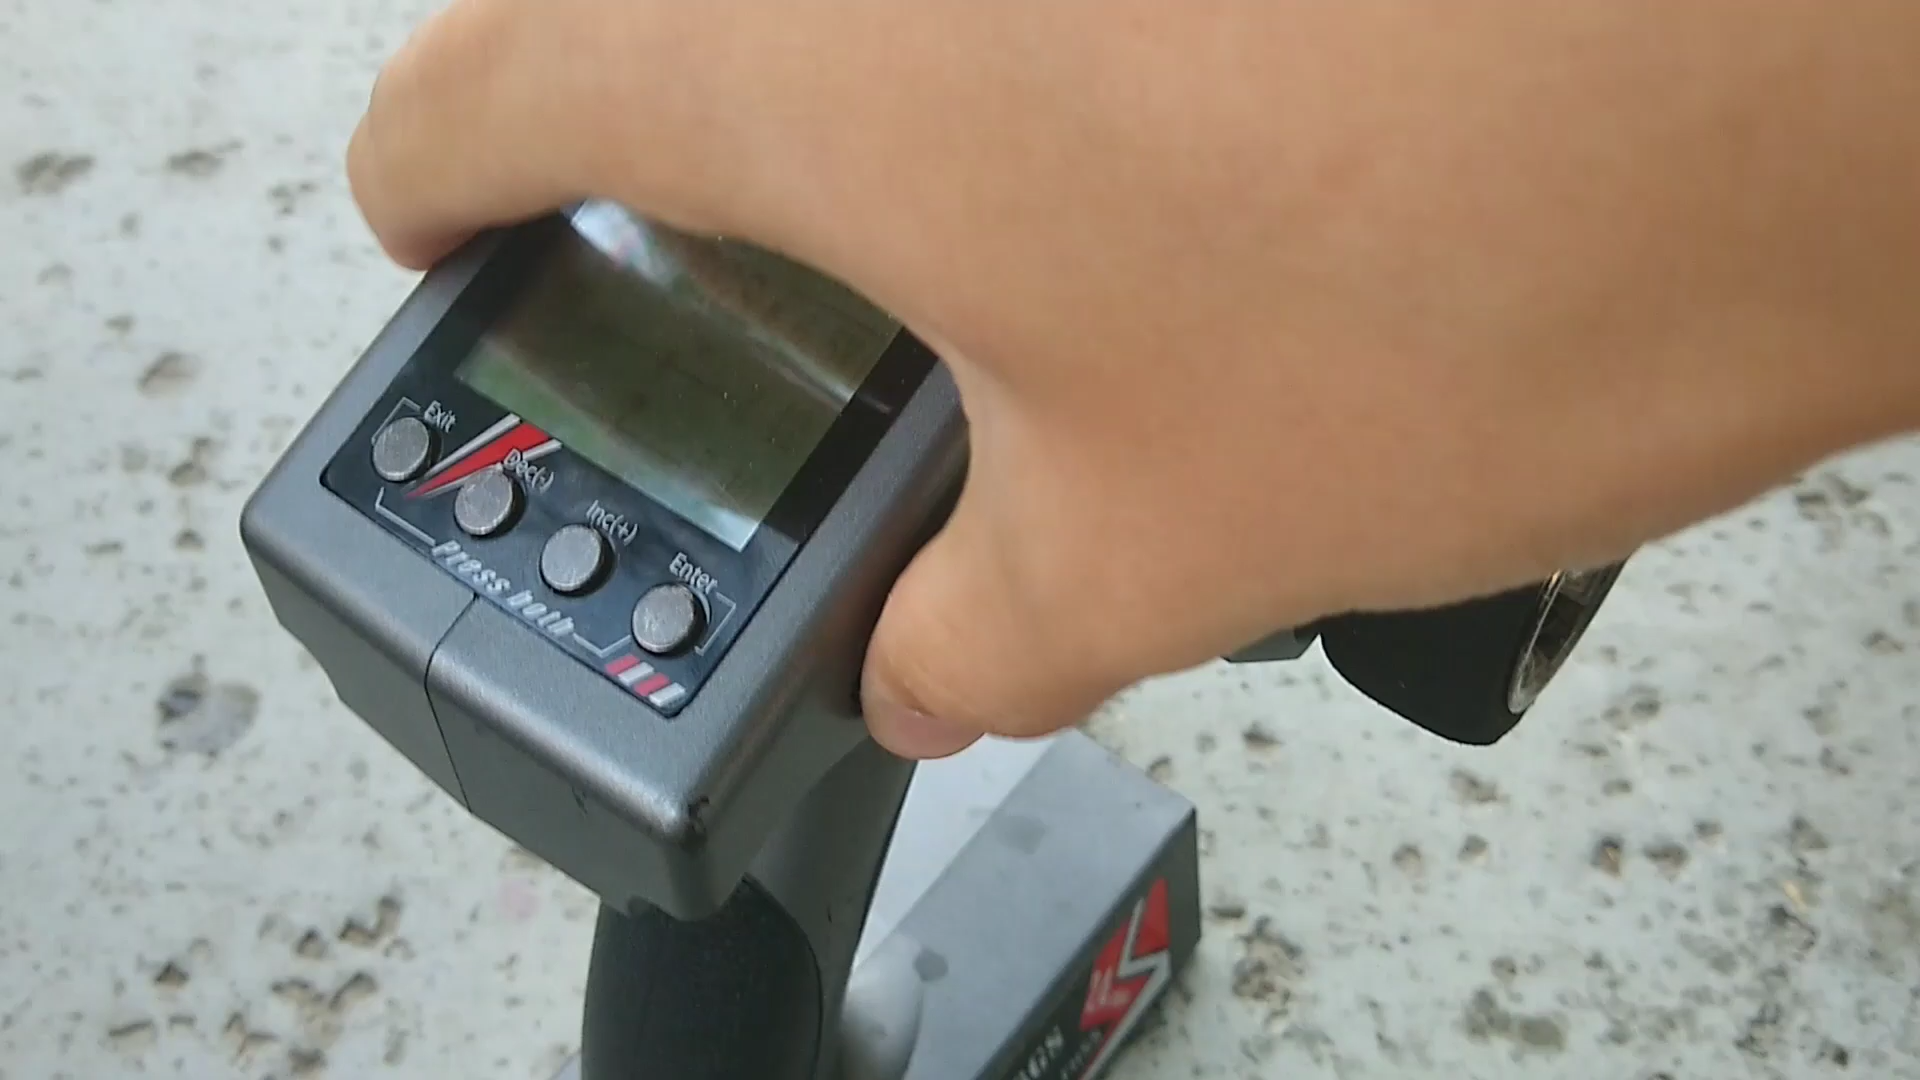 Exit
Dec(-)
Inc(+)
Enter
Press both